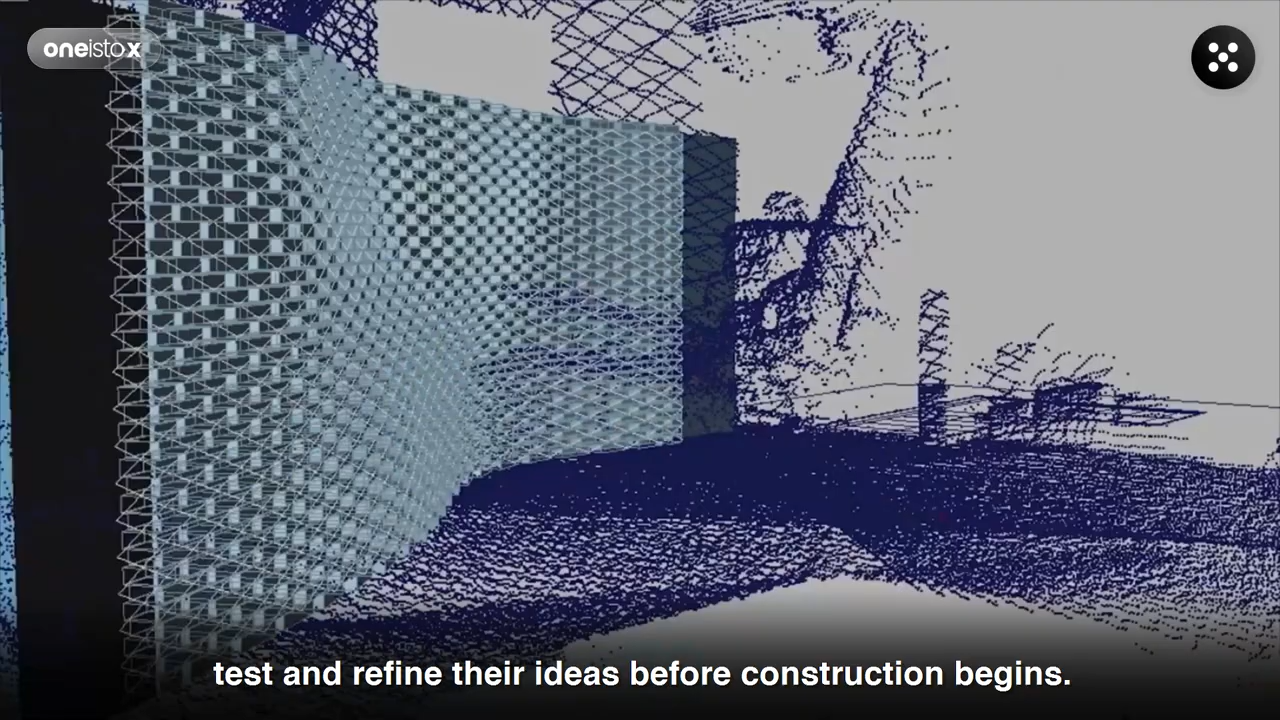 oneistox
test and refine their ideas before construction begins.